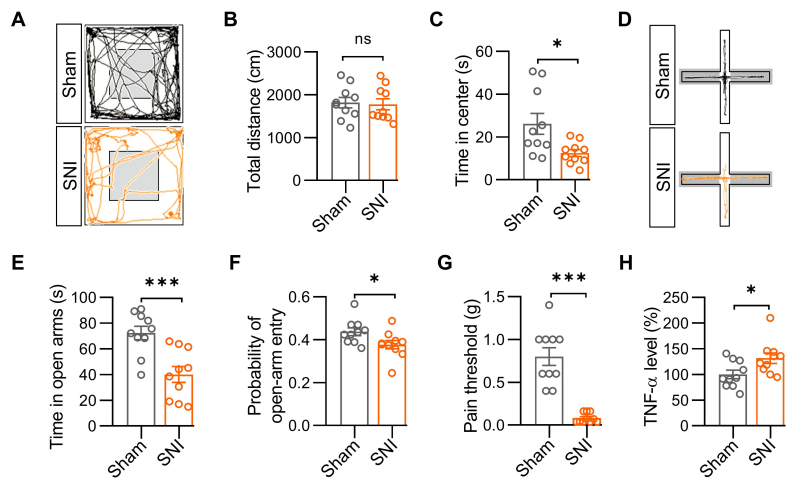 A
Sham
SNI
B
ns
Total distance (cm)
3000
2000
1000
0
Sham
SNI
C
*
Time in center (s)
60
40
20
0
Sham
SNI
D
Sham
SNI
E
***
Time in open arms (s)
100
80
60
40
20
0
Sham
SNI
F
*
Probability of
open-arm entry
0.6
0.4
0.2
0.0
Sham
SNI
G
***
Pain threshold (g)
1.5
1.0
0.5
0.0
Sham
SNI
H
*
TNF-α level (%)
250
200
150
100
50
0
Sham
SNI